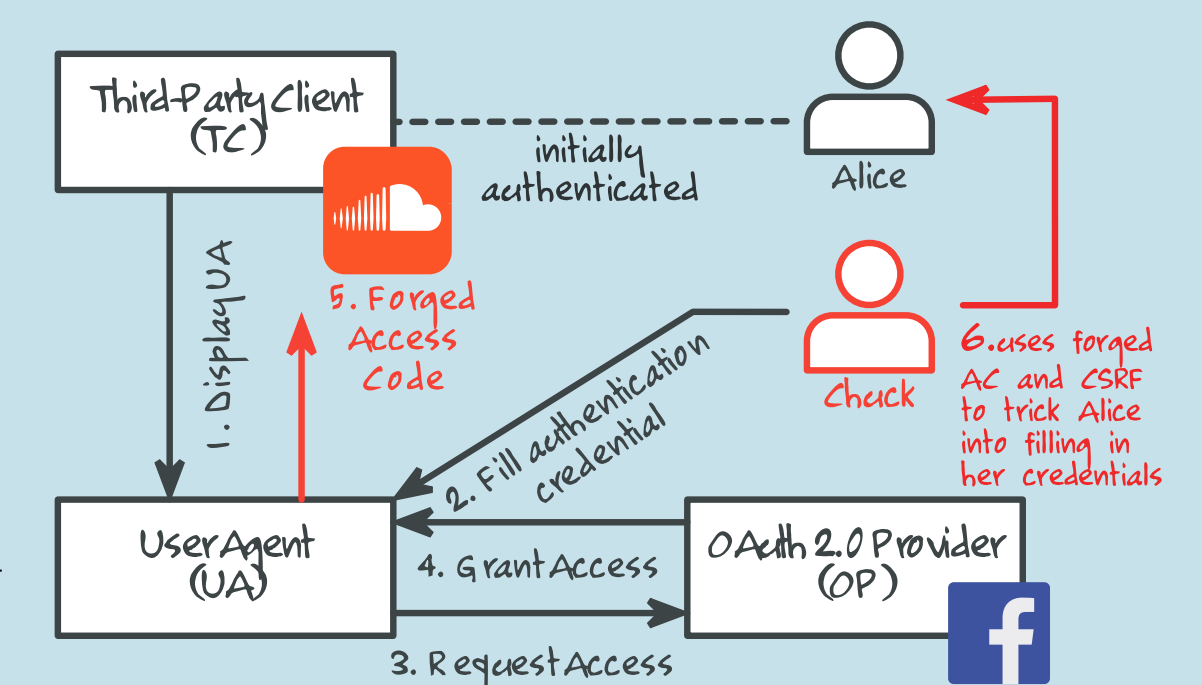 Third-Party Client
(TC)
initially
authenticated
Alice
1. Display UA
5. Forged
Access
Code
Chuck
6. uses forged
AC and CSRF
to trick Alice
into filling in
her credentials
2. Fill authentication
credential
User Agent
(UA)
4. Grant Access
3. Request Access
OAuth 2.0 Provider
(OP)
f